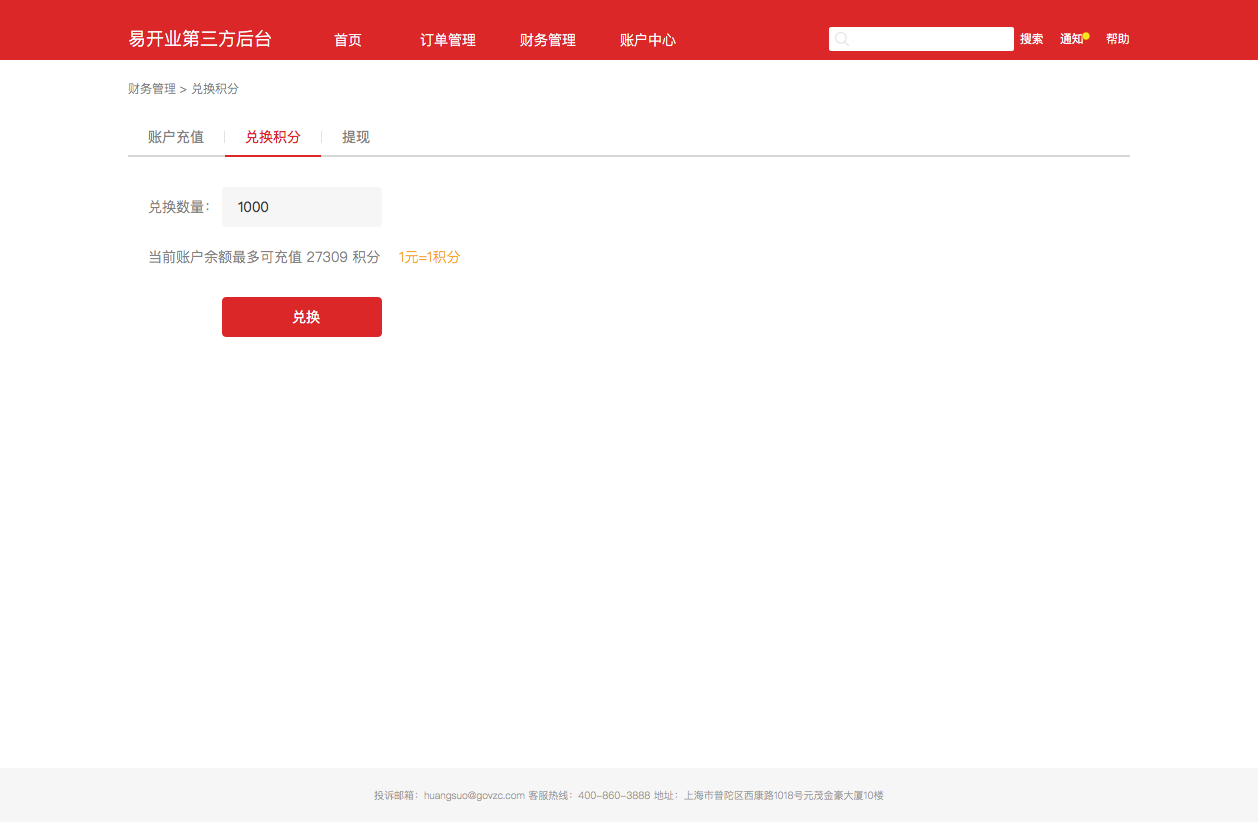 易开业第三方后台 首页 订单管理 财务管理 账户中心 搜索 通知 帮助
财务管理 > 兑换积分
账户充值 兑换积分 提现
兑换数量： 1000
当前账户余额最多可充值 27309 积分 1元=1积分
兑换
投诉邮箱：huangsuo@govzc.com 客服热线：400-860-3888 地址：上海市普陀区西康路1018号元茂金豪大厦10楼